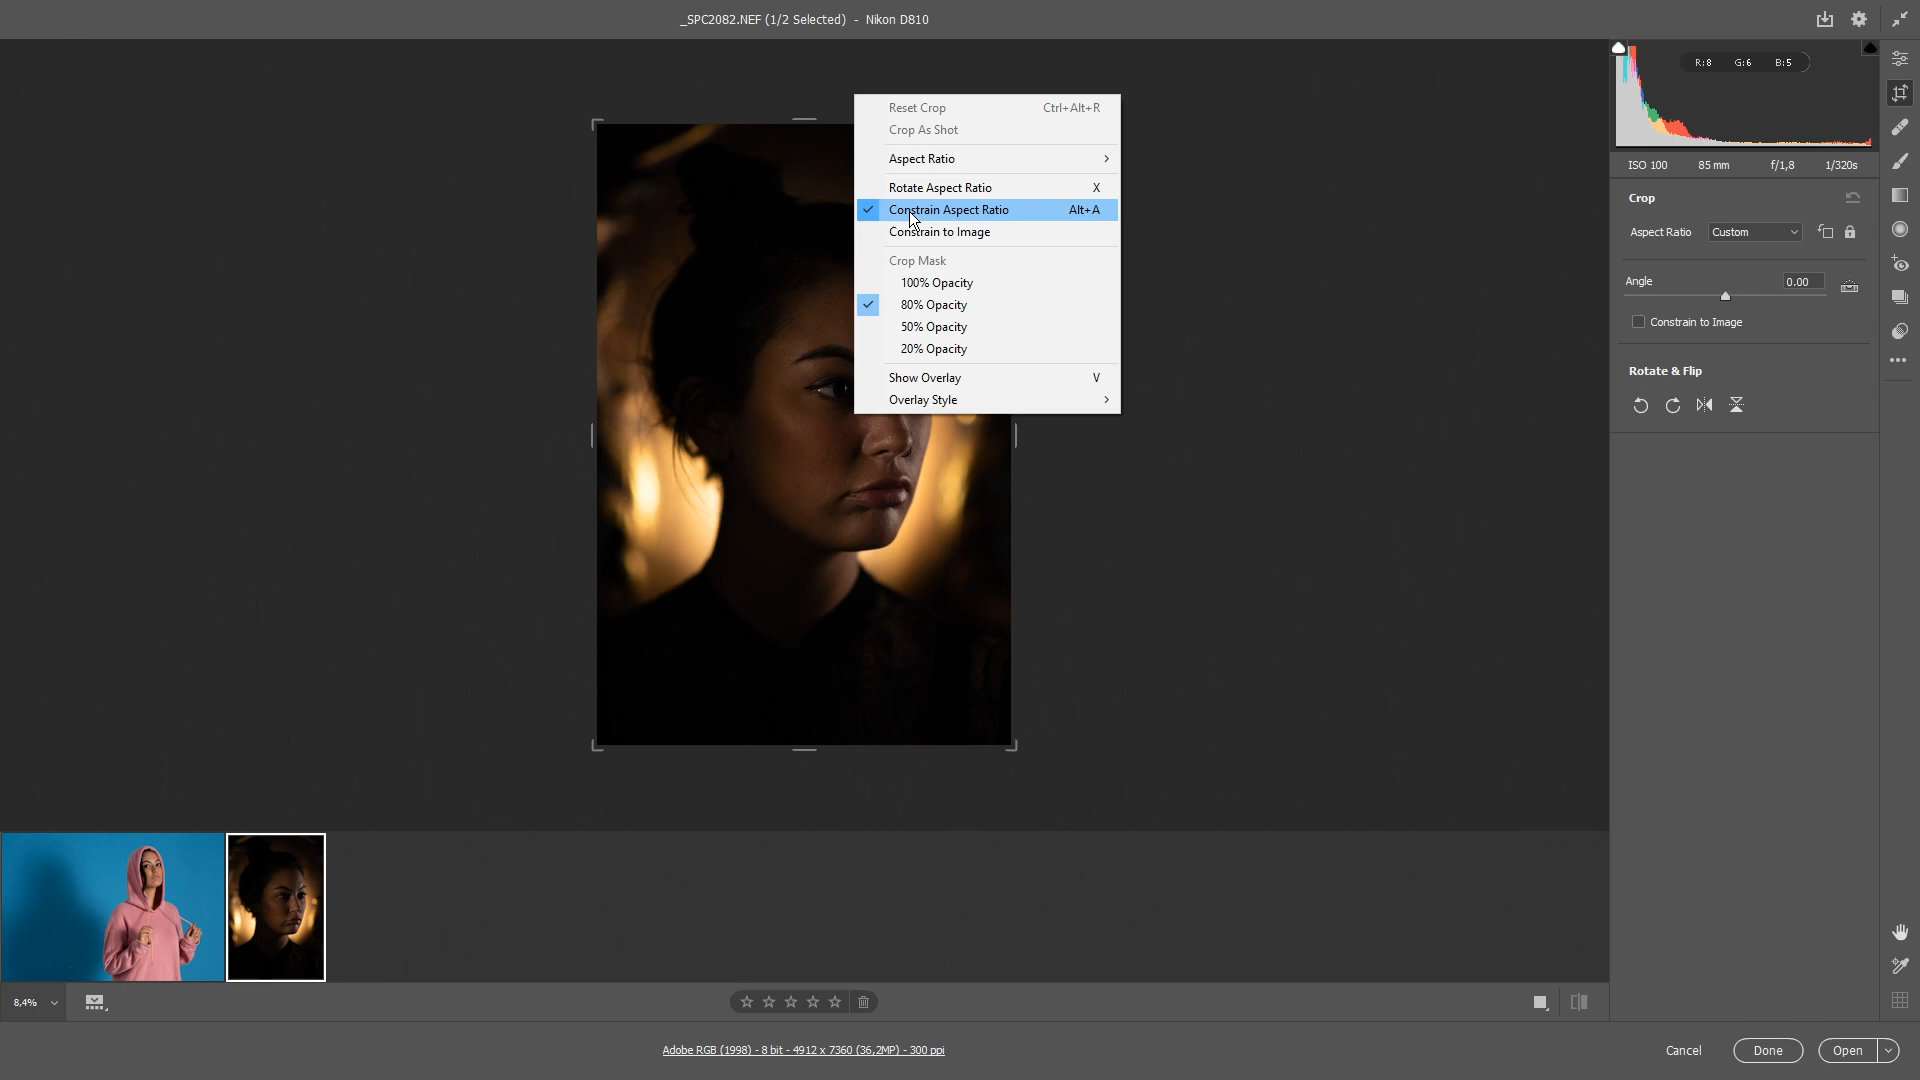 _SPC2082.NEF (1/2 Selected) - Nikon D810
R:8 G:6 B:5
ISO 100 85 mm f/1,8 1/320s
Crop
Aspect Ratio Custom
Angle 0.00
Constrain to Image
Rotate & Flip
Reset Crop Ctrl+Alt+R
Crop As Shot
Aspect Ratio
Rotate Aspect Ratio X
Constrain Aspect Ratio Alt+A
Constrain to Image
Crop Mask
100% Opacity
80% Opacity
50% Opacity
20% Opacity
Show Overlay V
Overlay Style
8,4%
Adobe RGB (1998) - 8 bit - 4912 x 7360 (36,2MP) - 300 ppi
Cancel Done Open